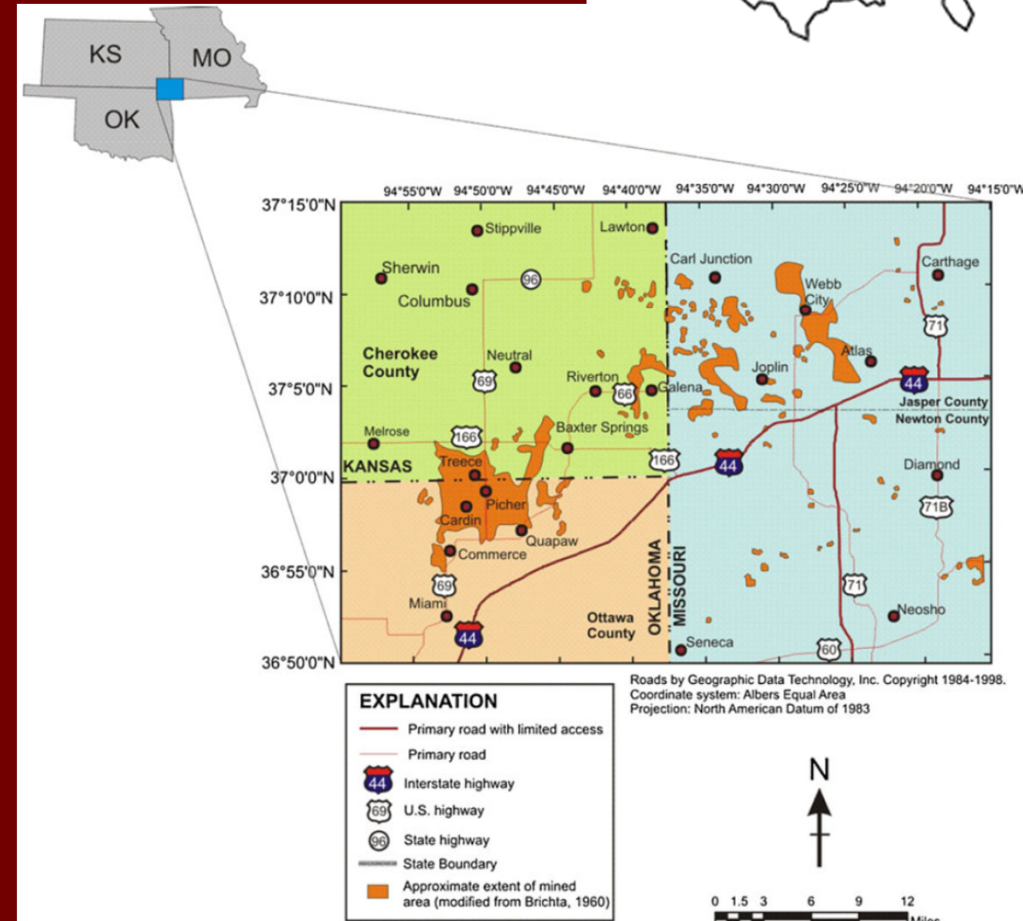 KS
MO
OK
94°55'0"W 94°50'0"W 94°45'0"W 94°40'0"W 94°35'0"W 94°30'0"W 94°25'0"W 94°20'0"W 94°15'0"W
37°15'0"N
Stippville
Lawton
Carl Junction
Carthage
Sherwin
37°10'0"N
Columbus
96
Webb
City
71
Cherokee
County
Neutral
Atlas
37°5'0"N
69
Riverton
66
Galena
Joplin
44
Jasper County
Newton County
Melrose
166
Baxter Springs
KANSAS
Treece
166
44
Diamond
37°0'0"N
Picher
Cardin
71B
Quapaw
Commerce
36°55'0"N
69
OKLAHOMA
MISSOURI
71
Miami
44
Ottawa
County
Neosho
Seneca
60
36°50'0"N
Roads by Geographic Data Technology, Inc. Copyright 1984-1998.
Coordinate system: Albers Equal Area
Projection: North American Datum of 1983
EXPLANATION
Primary road with limited access
Primary road
44 Interstate highway
69 U.S. highway
96 State highway
State Boundary
Approximate extent of mined
area (modified from Brichta, 1960)
N
0 1.5 3 6 9 12
Miles